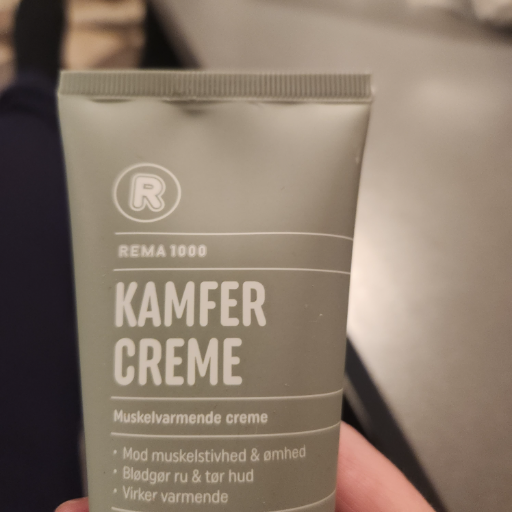 R
REMA 1000
KAMFER
CREME
Muskelvarmende creme
• Mod muskelstivhed & ømhed
• Blødgør ru & tør hud
• Virker varmende